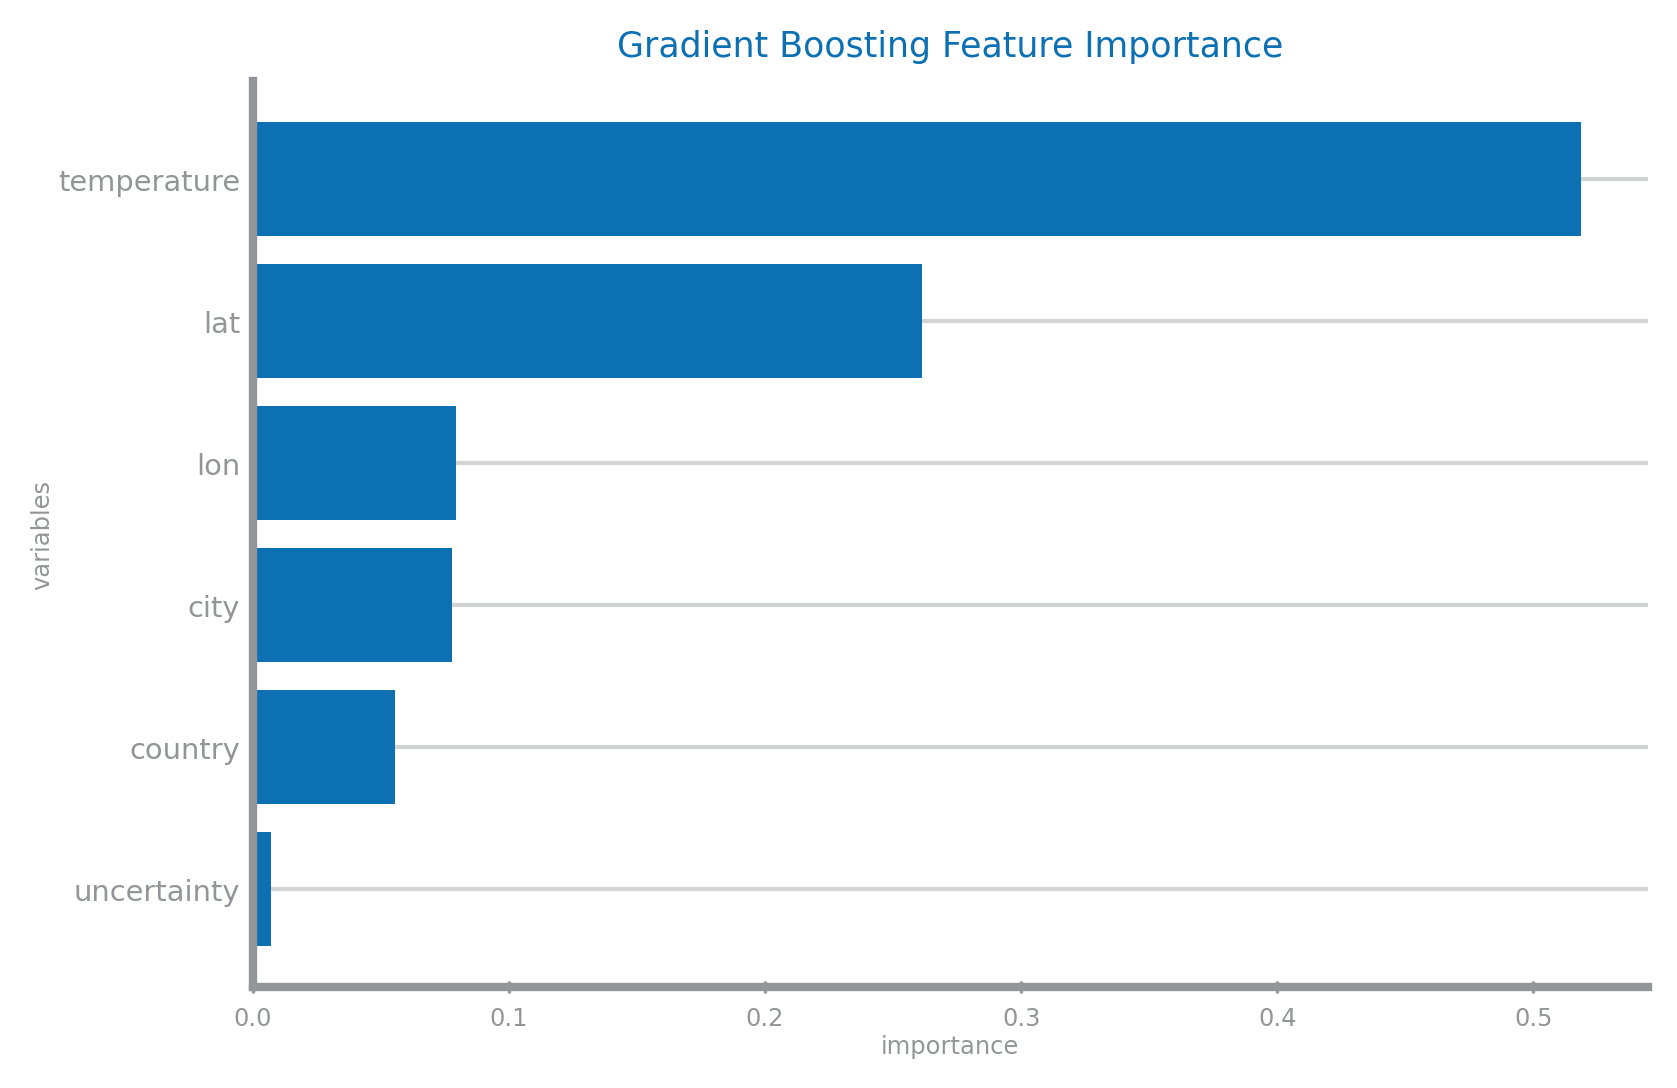 Gradient Boosting Feature Importance
temperature
lat
lon
city
country
uncertainty
variables
0.0 0.1 0.2 0.3 0.4 0.5
importance